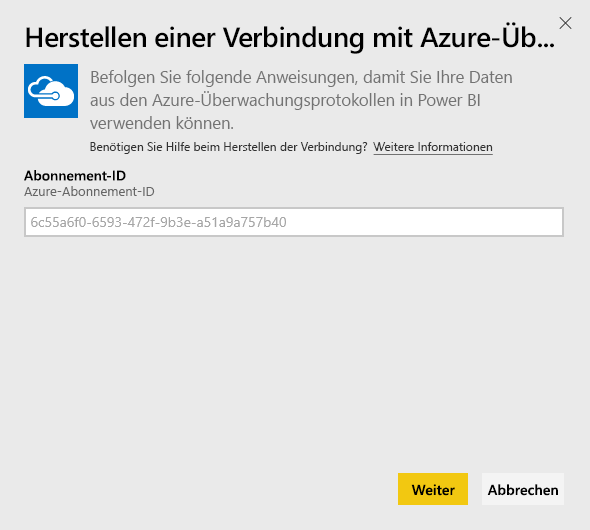 Herstellen einer Verbindung mit Azure-Üb...
Befolgen Sie folgende Anweisungen, damit Sie Ihre Daten
aus den Azure-Überwachungsprotokollen in Power BI
verwenden können.
Benötigen Sie Hilfe beim Herstellen der Verbindung? Weitere Informationen
Abonnement-ID
Azure-Abonnement-ID
6c55a6f0-6593-472f-9b3e-a51a9a757b40
Weiter Abbrechen